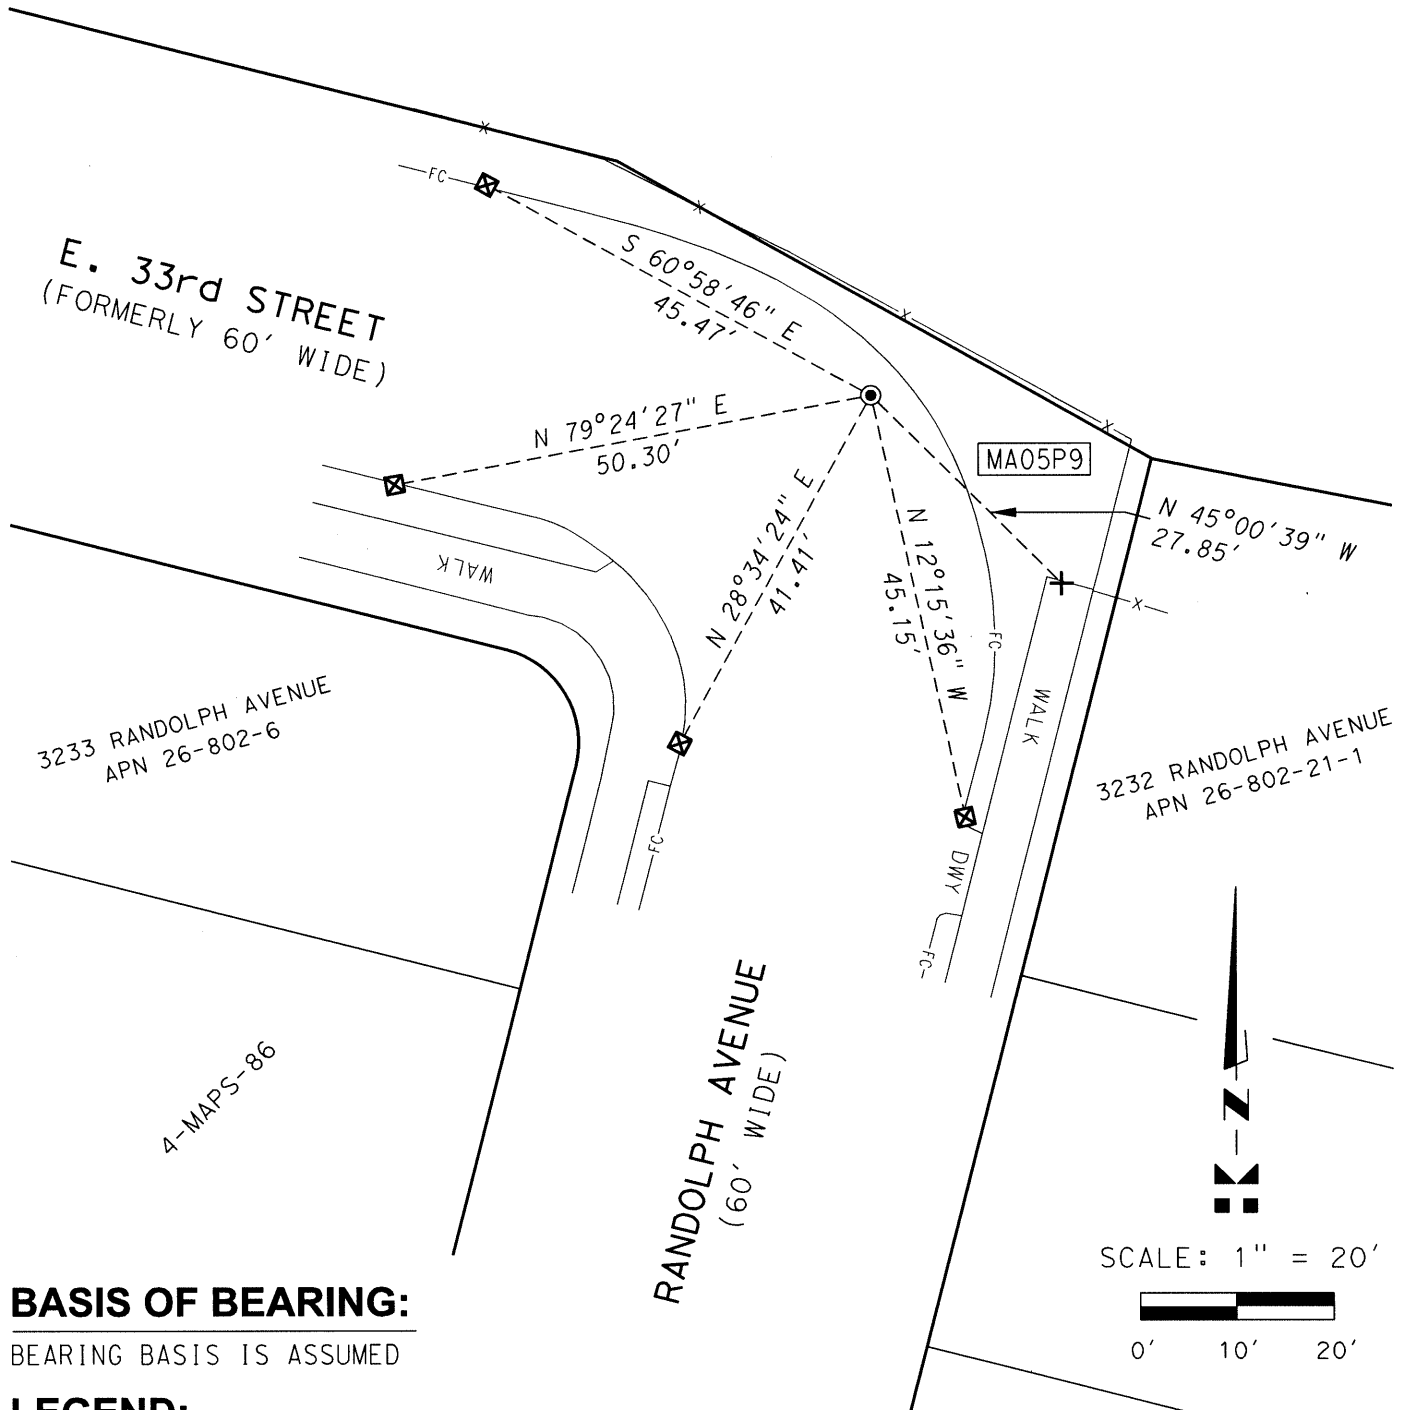 FC
S 60°58'46" E
45.47'
E. 33rd STREET
(FORMERLY 60' WIDE)
N 79°24'27" E
50.30'
MA05P9
N 45°00'39" W
27.85'
N 28°34'24" E
41.41'
N 12°15'36" W
45.15'
WALK
FC
WALK
3233 RANDOLPH AVENUE
APN 26-802-6
3232 RANDOLPH AVENUE
APN 26-802-21-1
FC
DWY
FC
RANDOLPH AVENUE
(60' WIDE)
4-MAPS-86
N
SCALE: 1" = 20'
0' 10' 20'
BASIS OF BEARING:
BEARING BASIS IS ASSUMED
LEGEND: